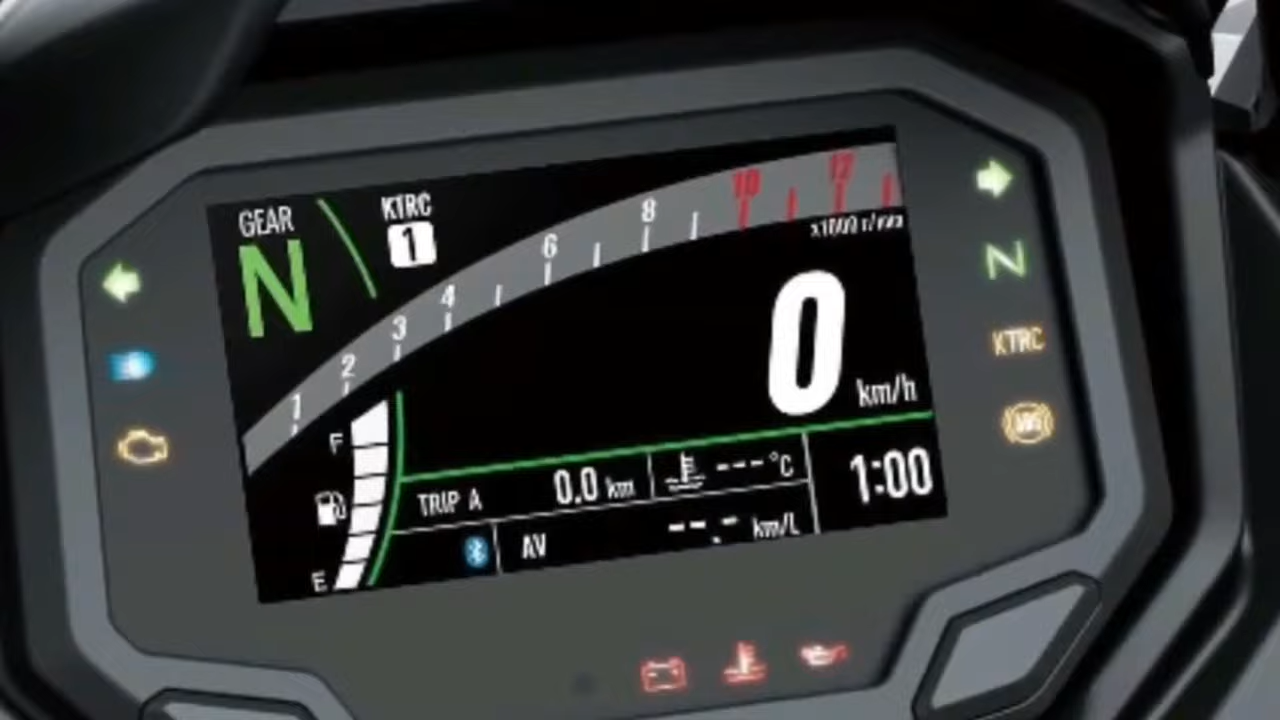 GEAR
N
KTRC
1
1
2
3
4
6
8
10
12
x1000 r/min
0
km/h
F
E
TRIP A 0.0 km
---°C
1:00
AV --.- km/L
N
KTRC
ABS